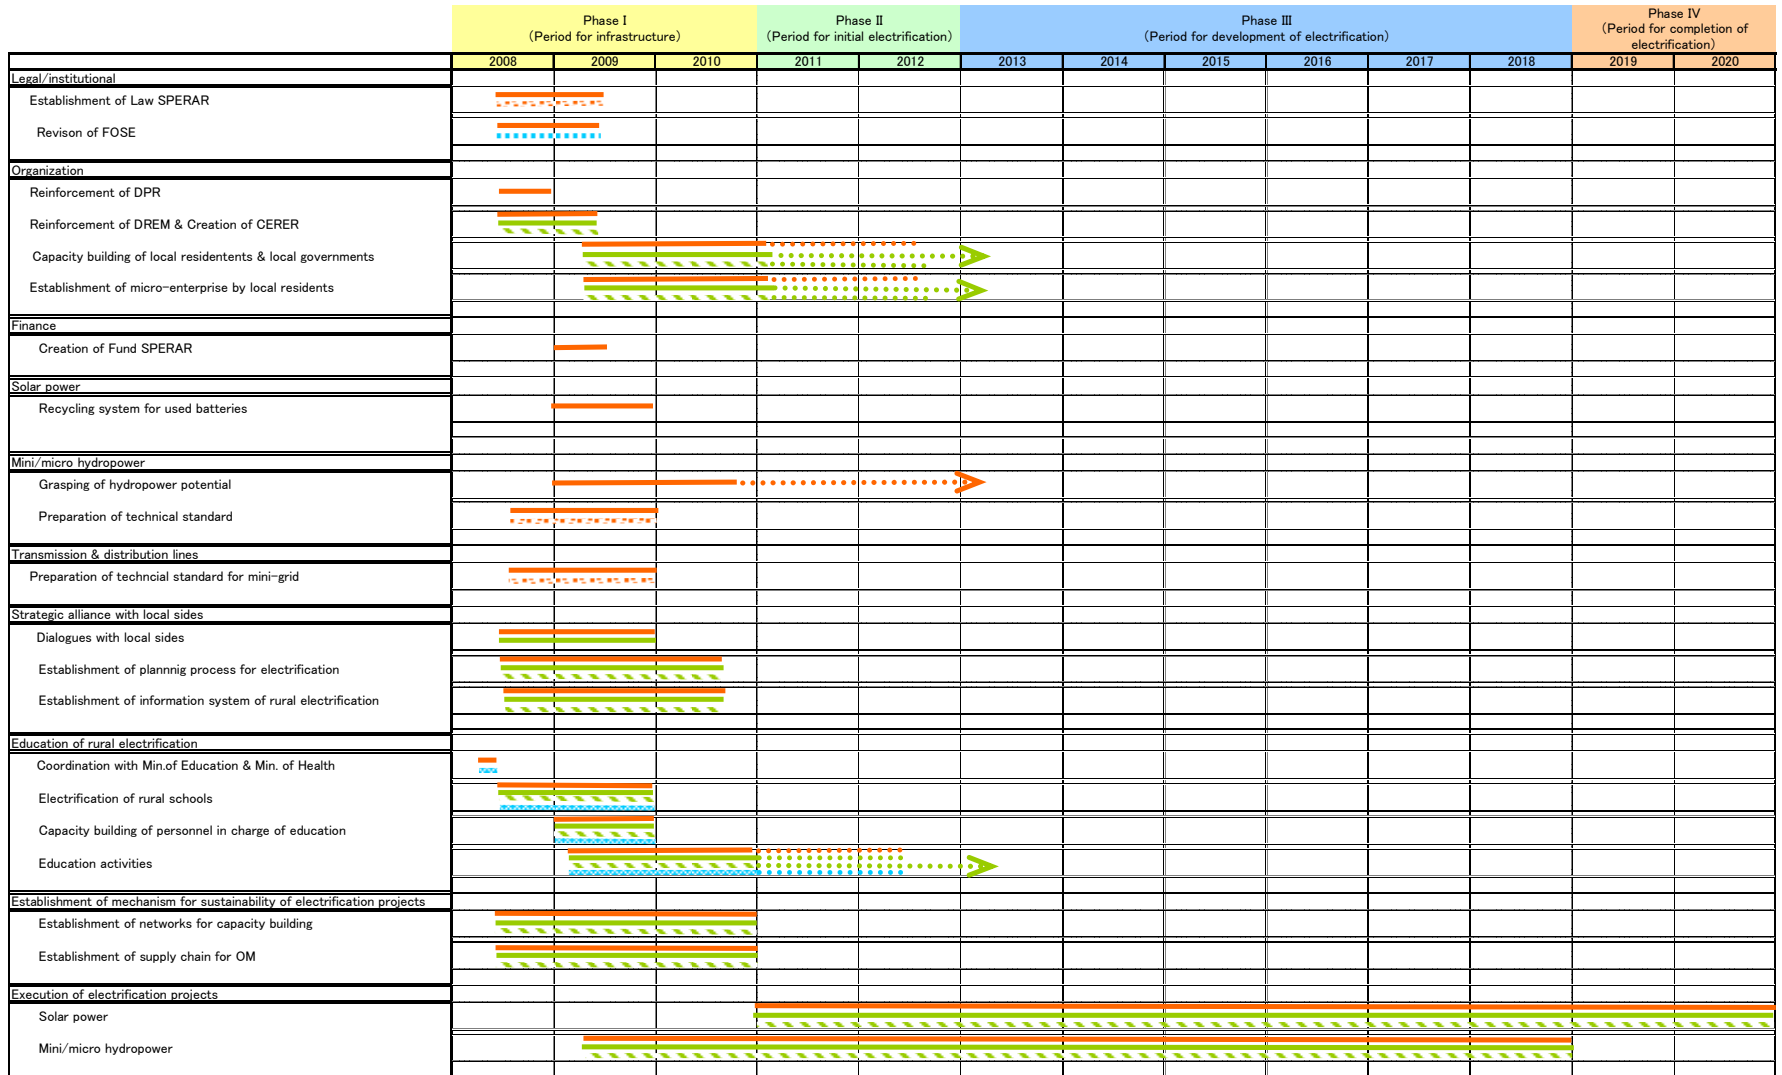 Phase Ⅰ
(Period for infrastructure)
Phase Ⅱ
(Period for initial electrification)
Phase Ⅲ
(Period for development of electrification)
Phase Ⅳ
(Period for completion of
electrification)
2008 2009 2010 2011 2012 2013 2014 2015 2016 2017 2018 2019 2020
Legal/institutional
Establishment of Law SPERAR
Revison of FOSE
Organization
Reinforcement of DPR
Reinforcement of DREM & Creation of CERER
Capacity building of local residentents & local governments
Establishment of micro-enterprise by local residents
Finance
Creation of Fund SPERAR
Solar power
Recycling system for used batteries
Mini/micro hydropower
Grasping of hydropower potential
Preparation of technical standard
Transmission & distribution lines
Preparation of techncial standard for mini-grid
Strategic alliance with local sides
Dialogues with local sides
Establishment of plannnig process for electrification
Establishment of information system of rural electrification
Education of rural electrification
Coordination with Min.of Education & Min. of Health
Electrification of rural schools
Capacity building of personnel in charge of education
Education activities
Establishment of mechanism for sustainability of electrification projects
Establishment of networks for capacity building
Establishment of supply chain for OM
Execution of electrification projects
Solar power
Mini/micro hydropower